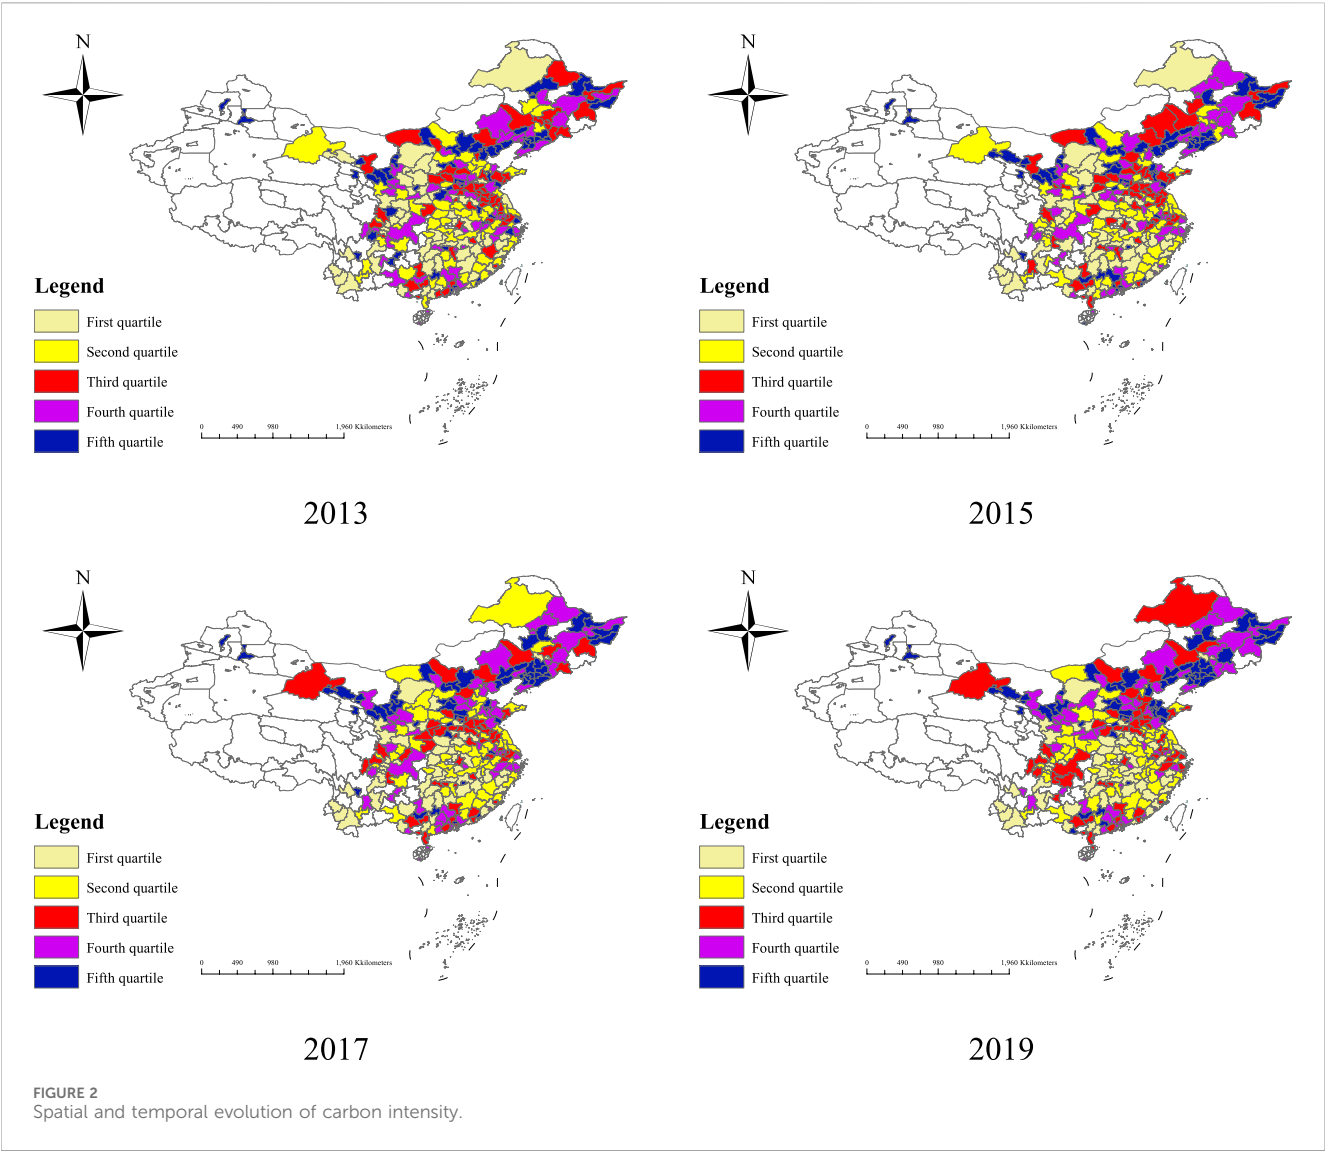 N
Legend
First quartile
Second quartile
Third quartile
Fourth quartile
Fifth quartile
0 490 980 1,960 Kkilometers
2013
N
Legend
First quartile
Second quartile
Third quartile
Fourth quartile
Fifth quartile
0 490 980 1,960 Kkilometers
2015
N
Legend
First quartile
Second quartile
Third quartile
Fourth quartile
Fifth quartile
0 490 980 1,960 Kkilometers
2017
N
Legend
First quartile
Second quartile
Third quartile
Fourth quartile
Fifth quartile
0 490 980 1,960 Kkilometers
2019
FIGURE 2
Spatial and temporal evolution of carbon intensity.